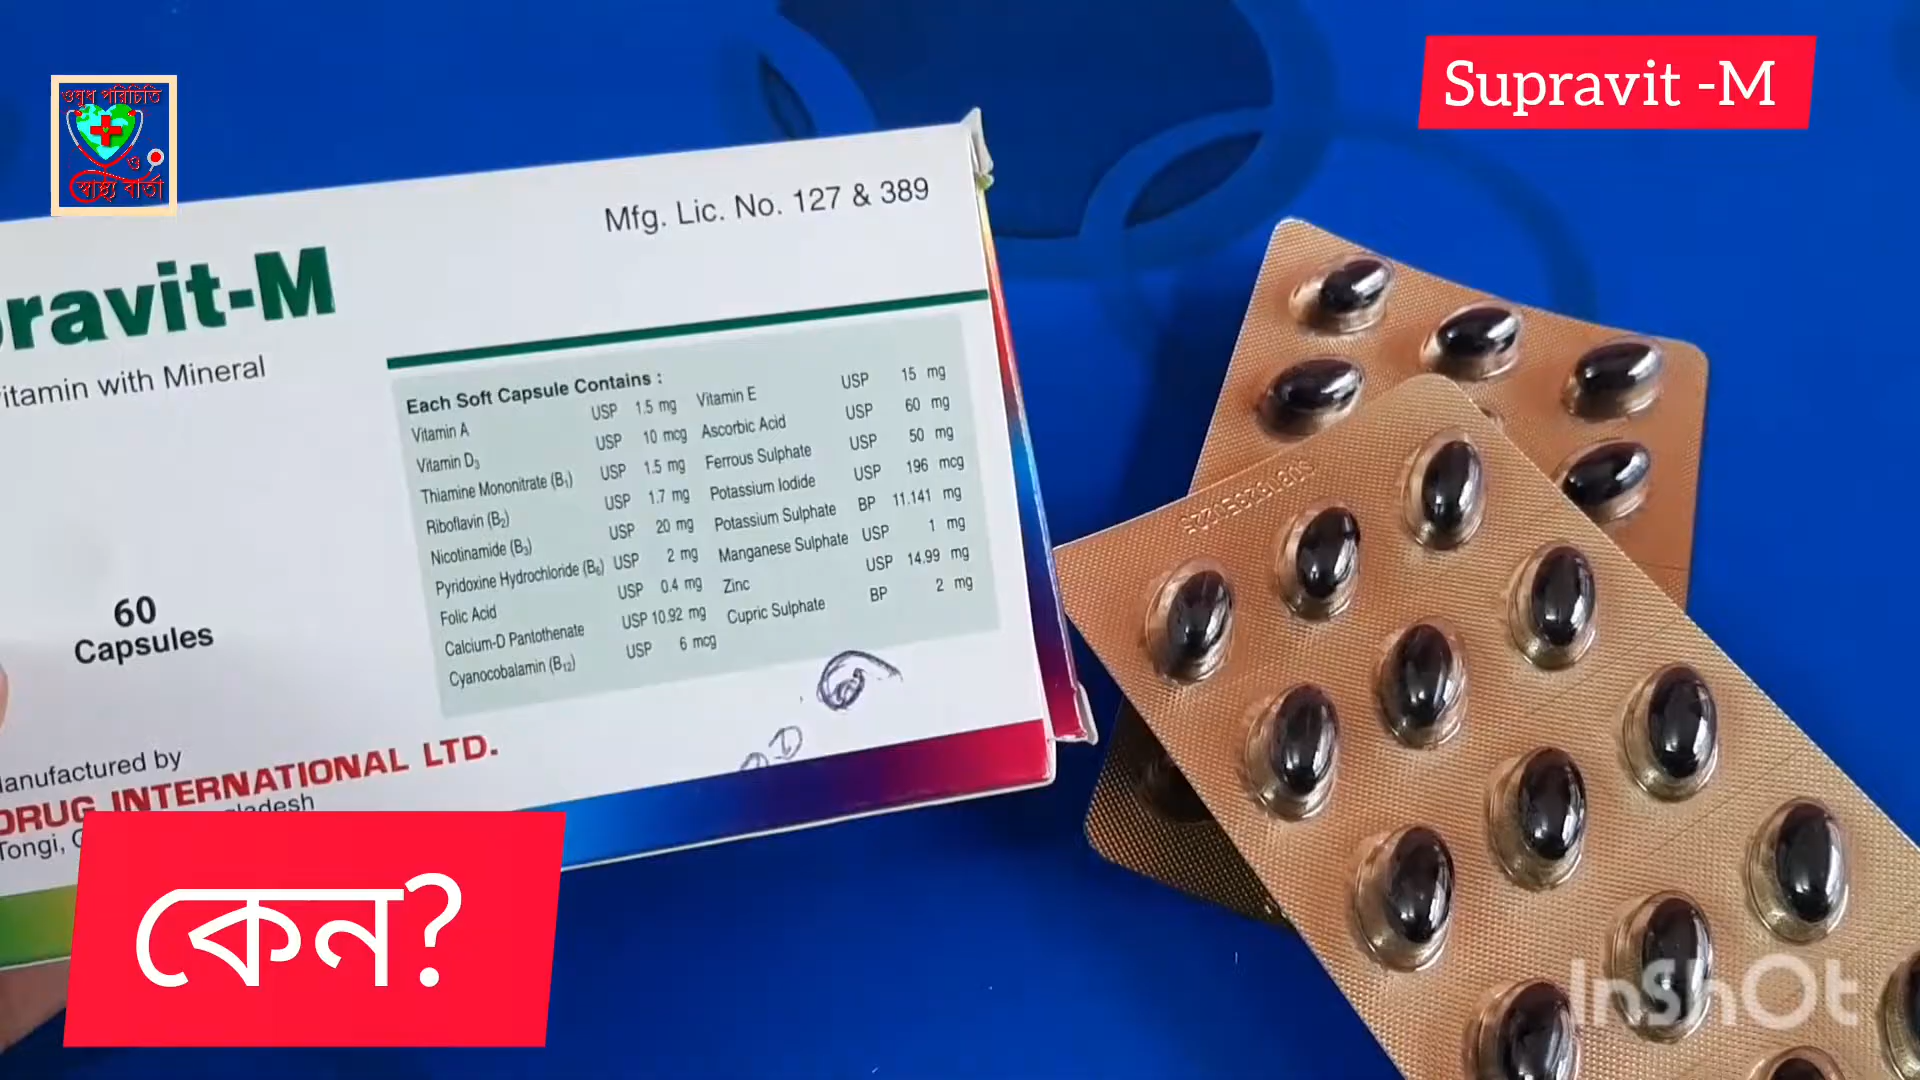 ওষুধ পরিচিতি
ও
স্বাস্থ্য বার্তা
Supravit -M
Mfg. Lic. No. 127 & 389
pravit-M
itamin with Mineral
Each Soft Capsule Contains :
Vitamin A USP 1.5 mg
Vitamin D3 USP 10 mcg
Thiamine Mononitrate (B1) USP 1.5 mg
Riboflavin (B2) USP 1.7 mg
Nicotinamide (B3) USP 20 mg
Pyridoxine Hydrochloride (B6) USP 2 mg
Folic Acid USP 0.4 mg
Calcium-D Pantothenate USP 10.92 mg
Cyanocobalamin (B12) USP 6 mcg
Vitamin E USP 15 mg
Ascorbic Acid USP 60 mg
Ferrous Sulphate USP 50 mg
Potassium Iodide USP 196 mcg
Potassium Sulphate BP 11.141 mg
Manganese Sulphate USP 1 mg
Zinc USP 14.99 mg
Cupric Sulphate BP 2 mg
60
Capsules
anufactured by
DRUG INTERNATIONAL LTD.
Tongi,
কেন?
InShOt